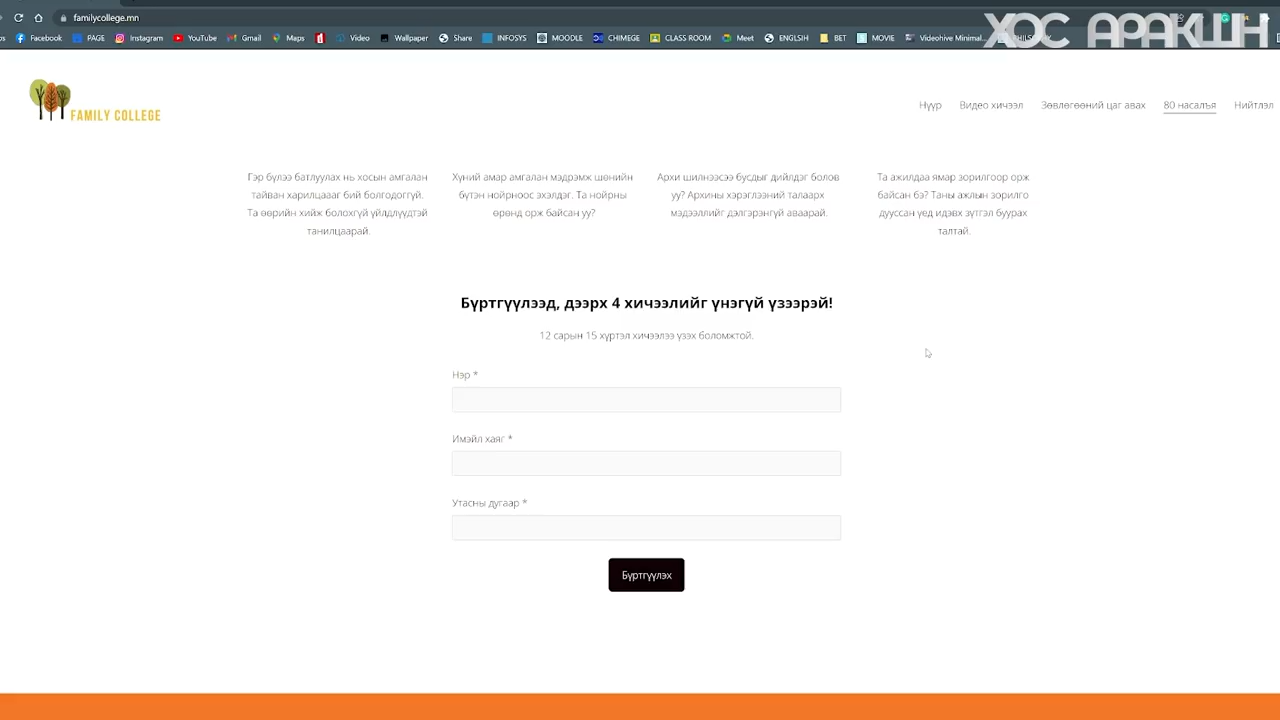 familycollege.mn
ХОС АРАКШН
Facebook
PAGE
Instagram
YouTube
Gmail
Maps
Video
Wallpaper
Share
INFOSYS
MOODLE
CHIMEGE
CLASS ROOM
Meet
ENGLSIH
BET
MOVIE
Videohive Minimal...
FAMILY COLLEGE
Нүүр
Видео хичээл
Зөвлөгөөний цаг авах
80 насалъя
Нийтлэл
Гэр бүлээ батлуулах нь хосын амгалан
тайван харилцаааг бий болгодоггүй.
Та өөрийн хийж болохгүй үйлдлүүдтэй
танилцаарай.
Хүний амар амгалан мэдрэмж шөнийн
бүтэн нойрноос эхэлдэг. Та нойрны
өрөнд орж байсан уу?
Архи шилнээсээ бусдыг дийлдэг болов
уу? Архины хэрэглээний талаарх
мэдээллийг дэлгэрэнгүй аваарай.
Та ажилдаа ямар зорилгоор орж
байсан бэ? Таны ажлын зорилго
дууссан үед идэвх зүтгэл буурах
талтай.
Бүртгүүлээд, дээрх 4 хичээлийг үнэгүй үзээрэй!
12 сарын 15 хүртэл хичээлээ үзэх боломжтой.
Нэр *
Имэйл хаяг *
Утасны дугаар *
Бүртгүүлэх